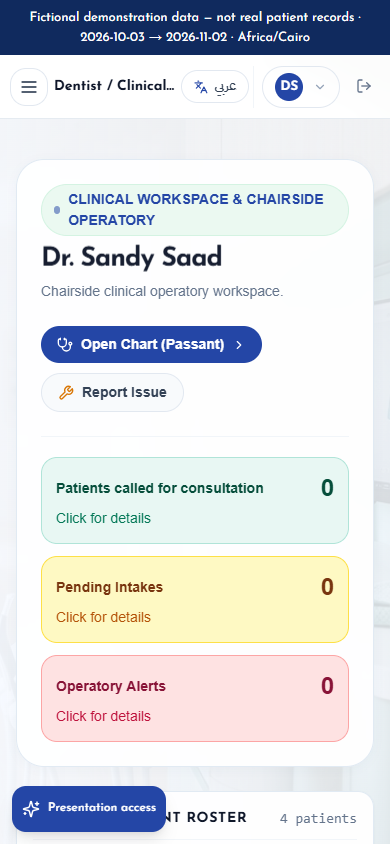 Fictional demonstration data — not real patient records ·
2026-10-03 → 2026-11-02 · Africa/Cairo
Dentist / Clinical...
عربي
DS
CLINICAL WORKSPACE & CHAIRSIDE
OPERATORY
Dr. Sandy Saad
Chairside clinical operatory workspace.
Open Chart (Passant)
Report Issue
Patients called for consultation 0
Click for details
Pending Intakes 0
Click for details
Operatory Alerts 0
Click for details
Presentation access
NT ROSTER 4 patients